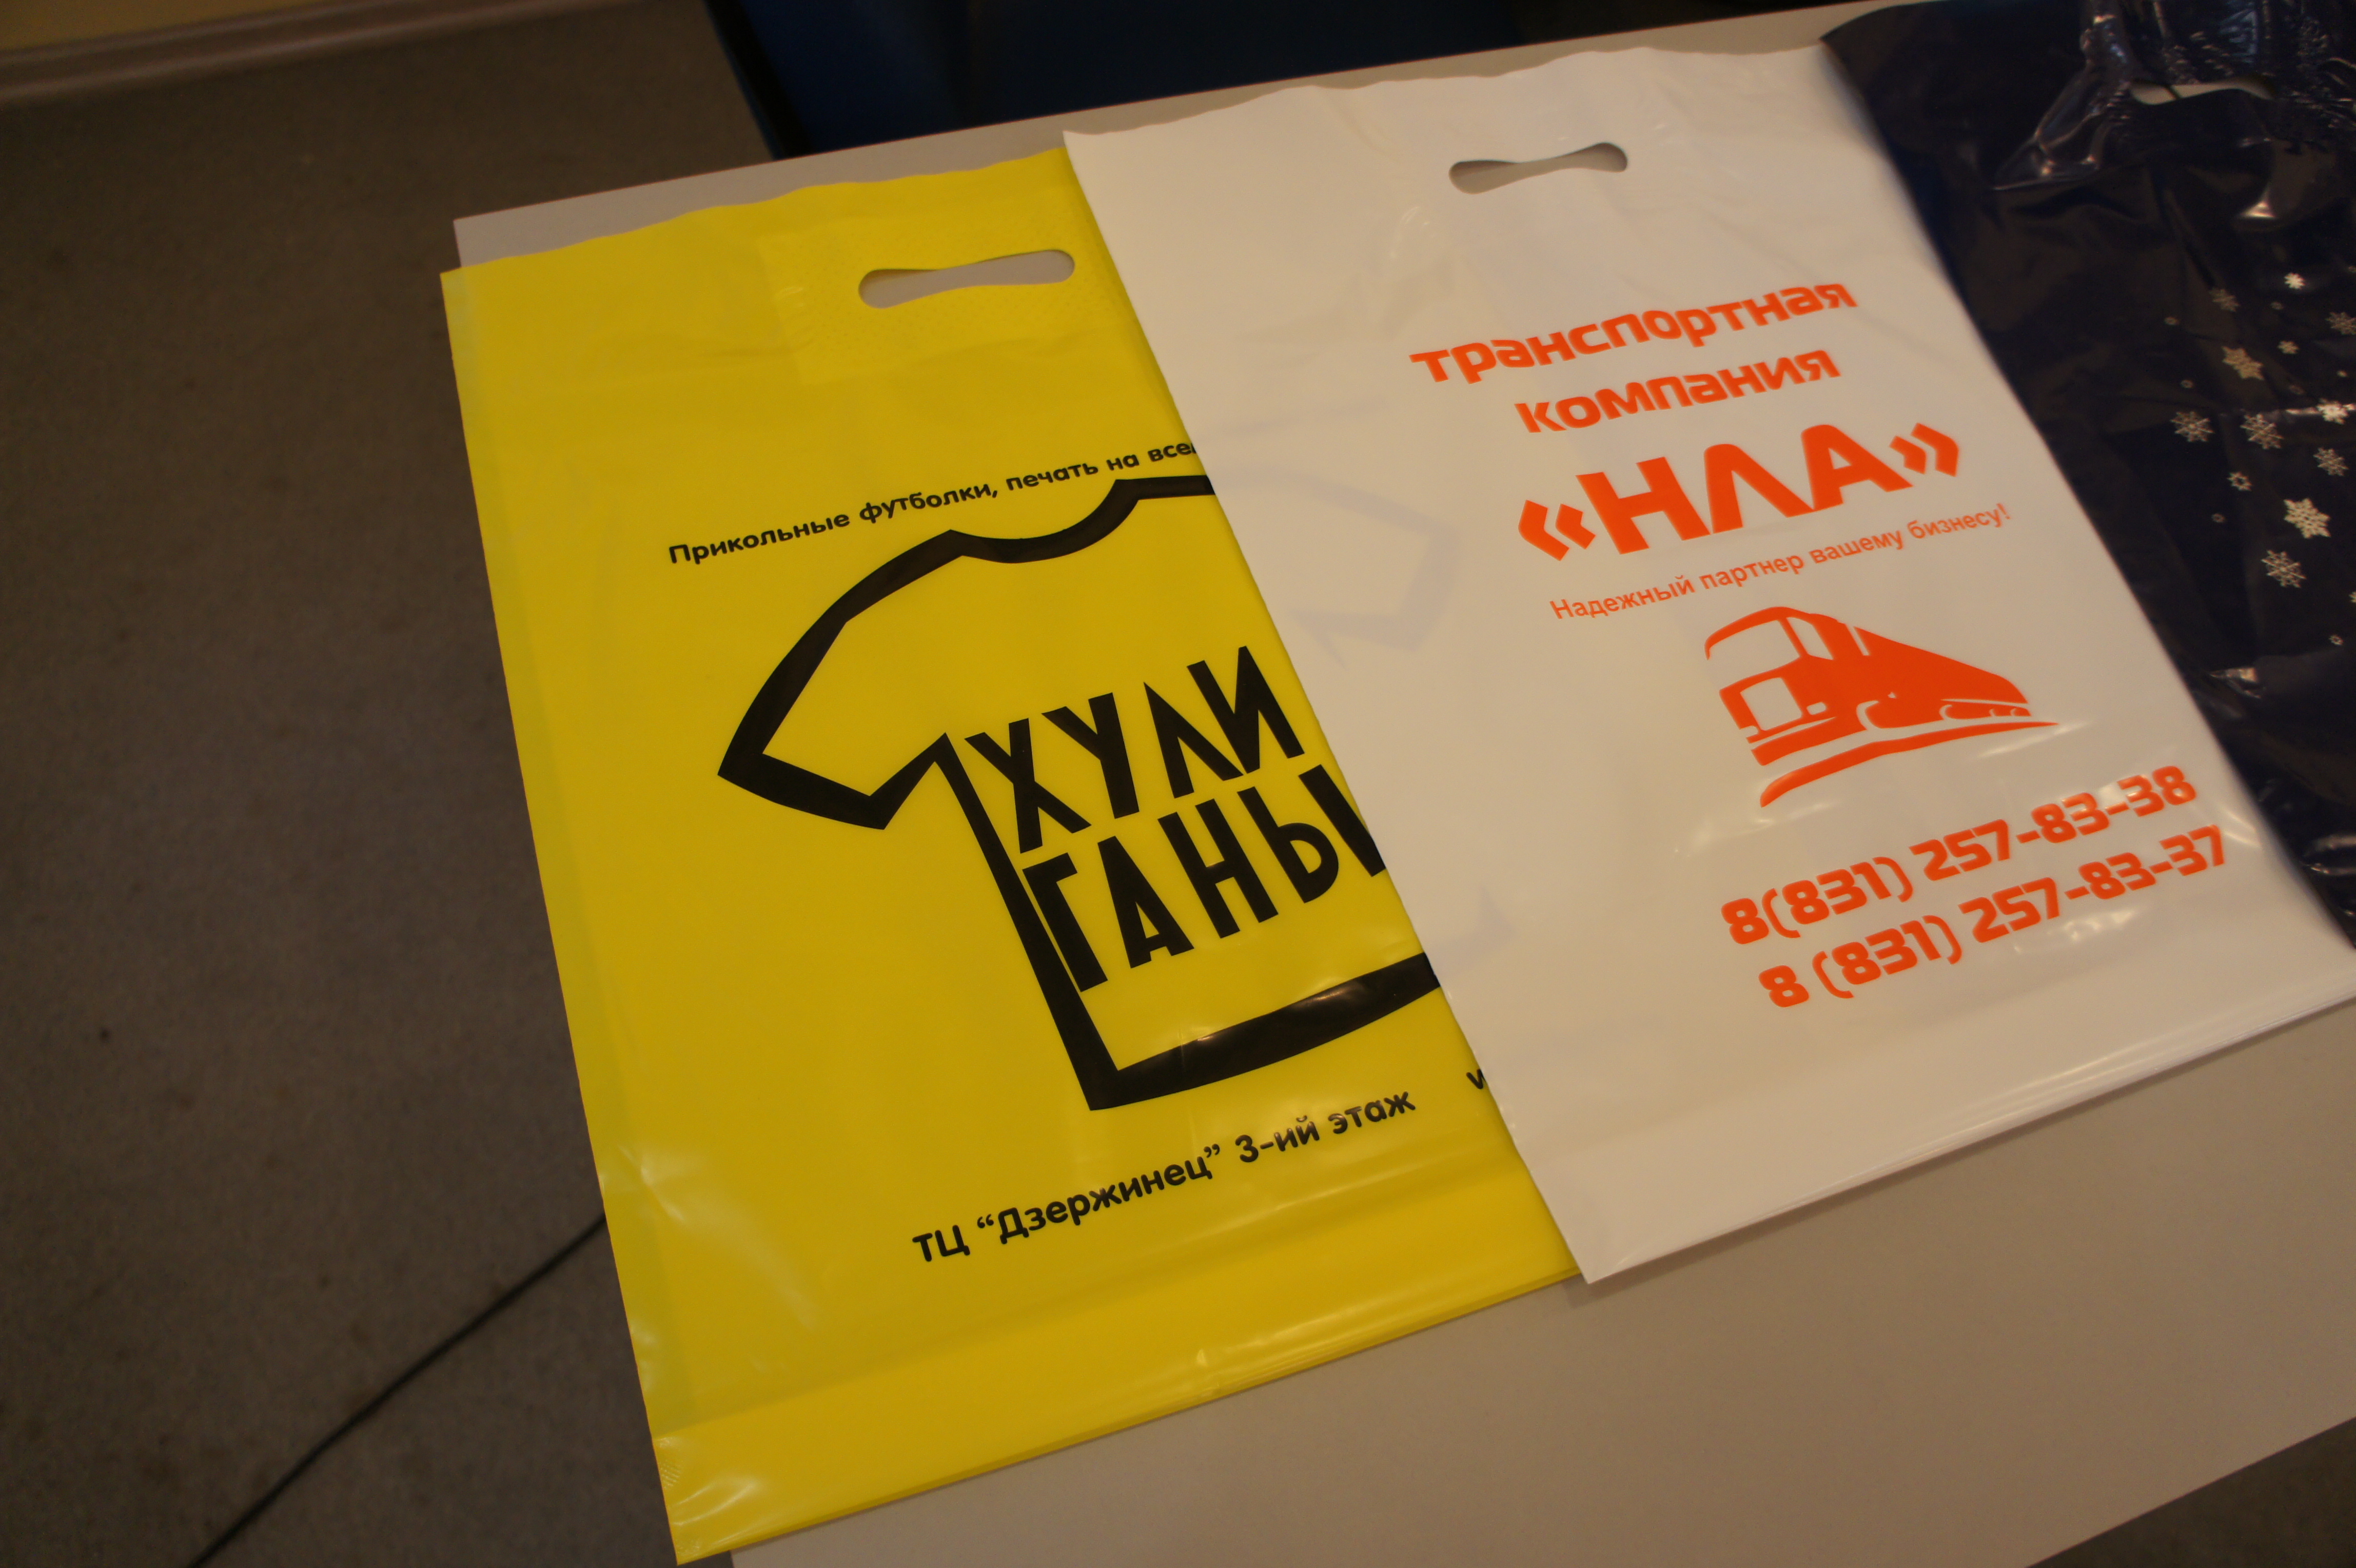 Прикольные футболки, печать на
ХУЛИ
ГАНЫ
ТЦ “Дзержинец” 3-ий этаж
транспортная
компания
«НЛА»
Надежный партнер вашему бизнесу!
8(831) 257-83-38
8 (831) 257-83-37